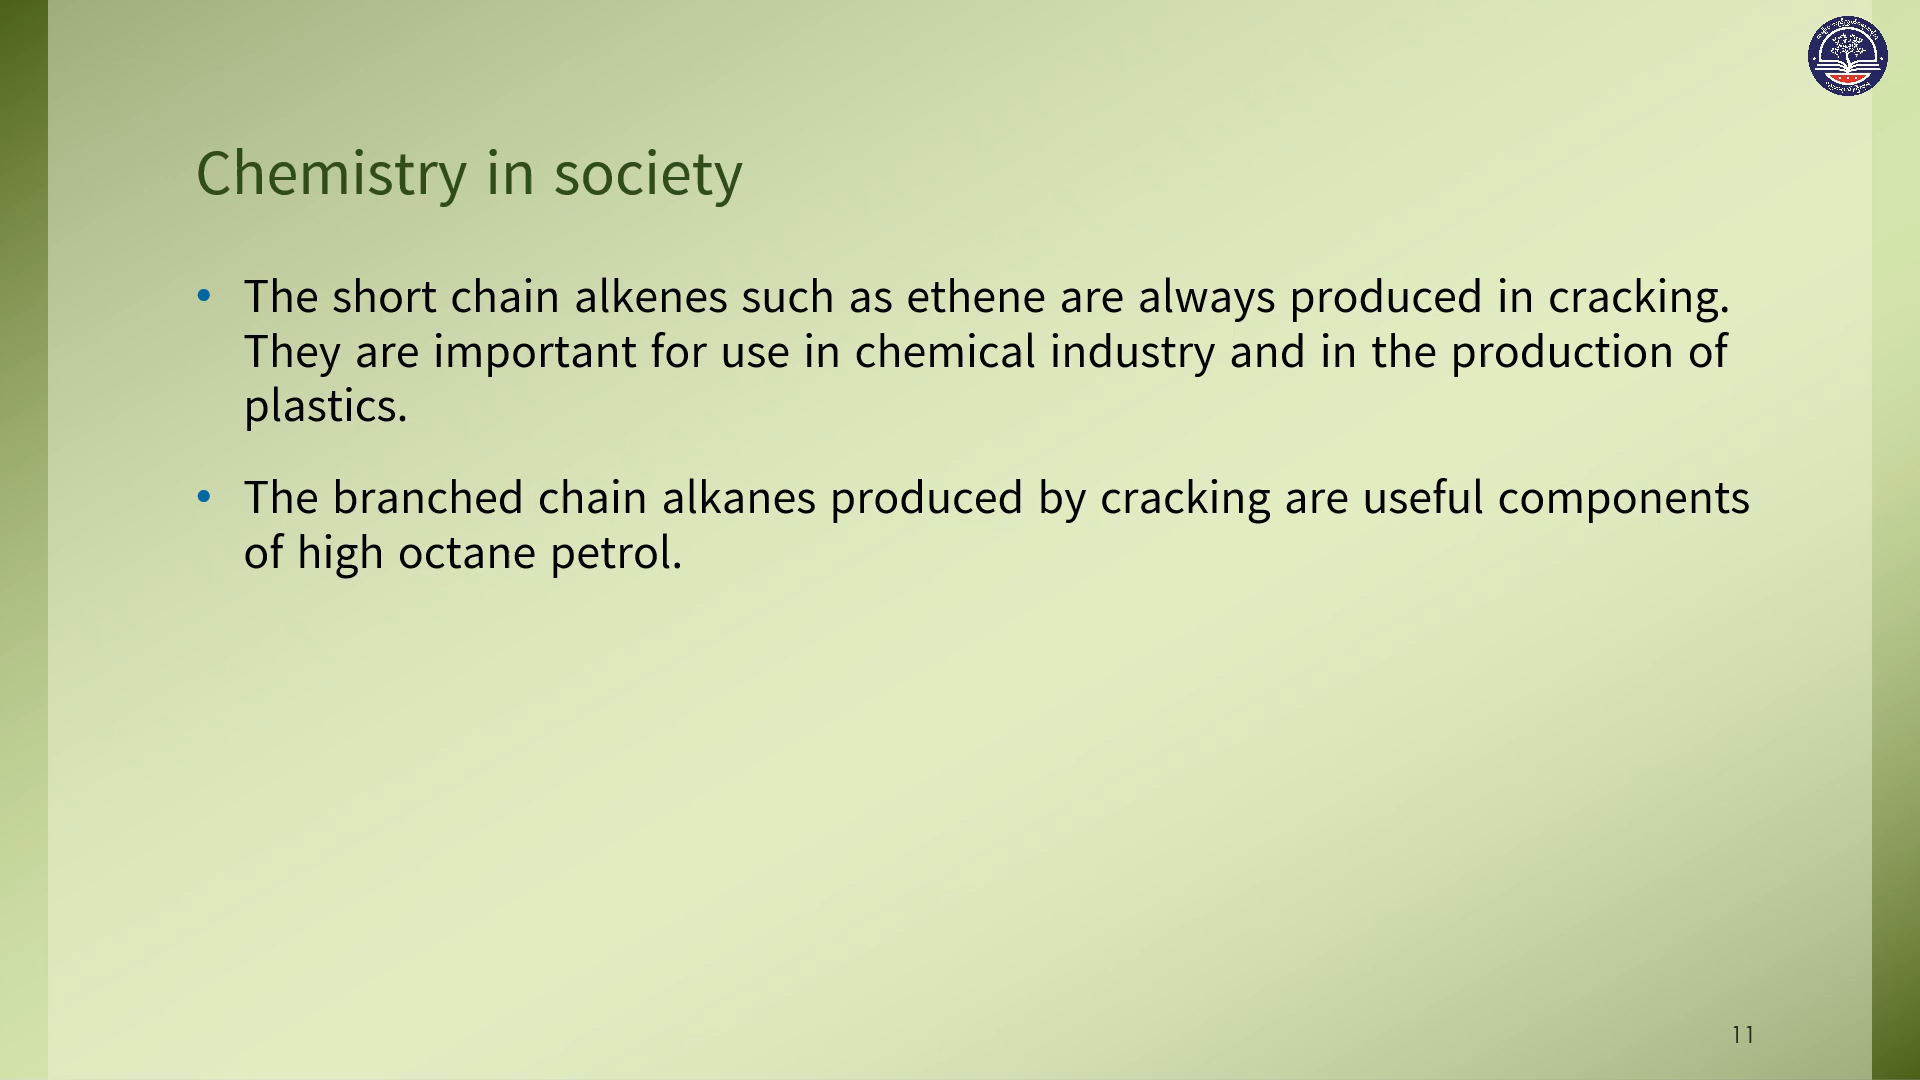 Chemistry in society
• The short chain alkenes such as ethene are always produced in cracking.
They are important for use in chemical industry and in the production of
plastics.
• The branched chain alkanes produced by cracking are useful components
of high octane petrol.
11